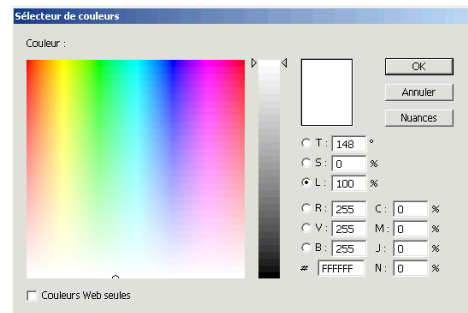 Sélecteur de couleurs
Couleur :
OK
Annuler
Nuances
T : 148 °
S : 0 %
L : 100 %
R : 255 C : 0 %
V : 255 M : 0 %
B : 255 J : 0 %
# FFFFFF N : 0 %
Couleurs Web seules